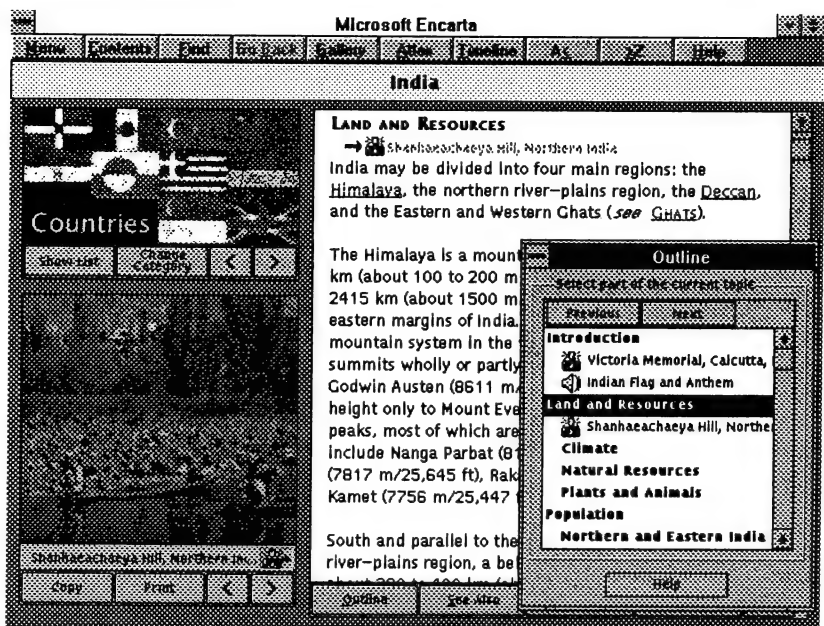 Microsoft Encarta
Menu Contents Find Go Back Gallery Atlas Timeline Help
India
Countries
Show List Change Category < >
Shanhaeachaeya Hill, Northern In
Copy Print < >
LAND AND RESOURCES
Shanhaeachaeya Hill, Northern India
India may be divided into four main regions: the
Himalaya, the northern river-plains region, the Deccan,
and the Eastern and Western Ghats (see GHATS).
The Himalaya is a mount
km (about 100 to 200 m
2415 km (about 1500 m
eastern margins of India.
mountain system in the
summits wholly or partly
Godwin Austen (8611 m/
height only to Mount Eve
peaks, most of which are
include Nanga Parbat (81
(7817 m/25,645 ft), Rak
Kamet (7756 m/25,447 f
South and parallel to the
river-plains region, a be
Outline See Also
Outline
Select part of the current topic
Previous Next
Introduction
Victoria Memorial, Calcutta,
Indian Flag and Anthem
Land and Resources
Shanhaeachaeya Hill, Northe
Climate
Natural Resources
Plants and Animals
Population
Northern and Eastern India
Help